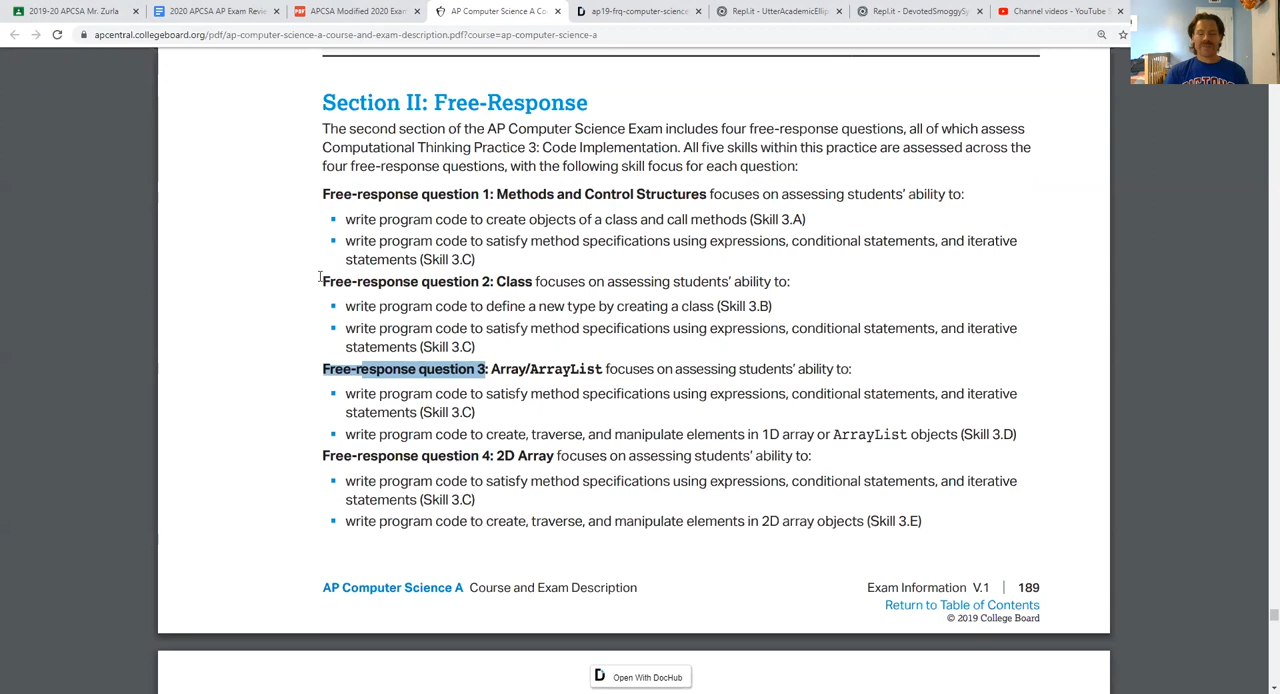 2019-20 APCSA Mr. Zurla
2020 APCSA AP Exam Revie
APCSA Modified 2020 Exam
AP Computer Science A Co
ap19-frq-computer-science
Repl.it - UtterAcademicEllip
Repl.it - DevotedSmoggySy
Channel videos - YouTube S
apcentral.collegeboard.org/pdf/ap-computer-science-a-course-and-exam-description.pdf?course=ap-computer-science-a
Section II: Free-Response
The second section of the AP Computer Science Exam includes four free-response questions, all of which assess
Computational Thinking Practice 3: Code Implementation. All five skills within this practice are assessed across the
four free-response questions, with the following skill focus for each question:
Free-response question 1: Methods and Control Structures focuses on assessing students' ability to:
▪ write program code to create objects of a class and call methods (Skill 3.A)
▪ write program code to satisfy method specifications using expressions, conditional statements, and iterative
statements (Skill 3.C)
Free-response question 2: Class focuses on assessing students' ability to:
▪ write program code to define a new type by creating a class (Skill 3.B)
▪ write program code to satisfy method specifications using expressions, conditional statements, and iterative
statements (Skill 3.C)
Free-response question 3: Array/ArrayList focuses on assessing students' ability to:
▪ write program code to satisfy method specifications using expressions, conditional statements, and iterative
statements (Skill 3.C)
▪ write program code to create, traverse, and manipulate elements in 1D array or ArrayList objects (Skill 3.D)
Free-response question 4: 2D Array focuses on assessing students' ability to:
▪ write program code to satisfy method specifications using expressions, conditional statements, and iterative
statements (Skill 3.C)
▪ write program code to create, traverse, and manipulate elements in 2D array objects (Skill 3.E)
AP Computer Science A Course and Exam Description
Exam Information V.1 | 189
Return to Table of Contents
© 2019 College Board
Open With DocHub